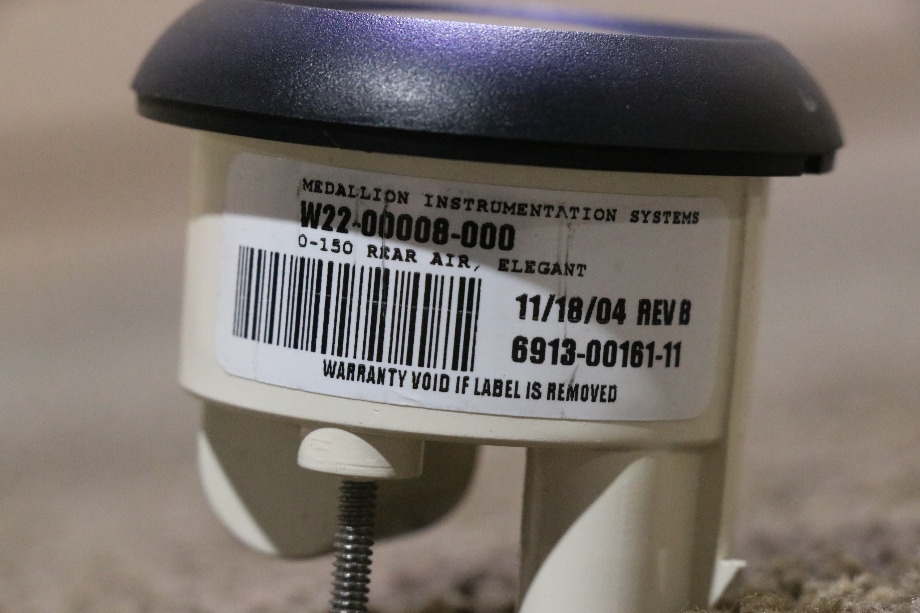 MEDALLION INSTRUMENTATION SYSTEMS
W22-00008-000
0-150 REAR AIR, ELEGANT
11/18/04 REV B
6913-00161-11
WARRANTY VOID IF LABEL IS REMOVED